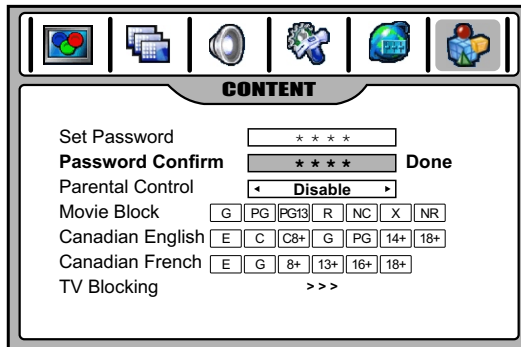 CONTENT
Set Password * * * *
Password Confirm * * * * Done
Parental Control ◂ Disable ▸
Movie Block G PG PG13 R NC X NR
Canadian English E C C8+ G PG 14+ 18+
Canadian French E G 8+ 13+ 16+ 18+
TV Blocking >>>